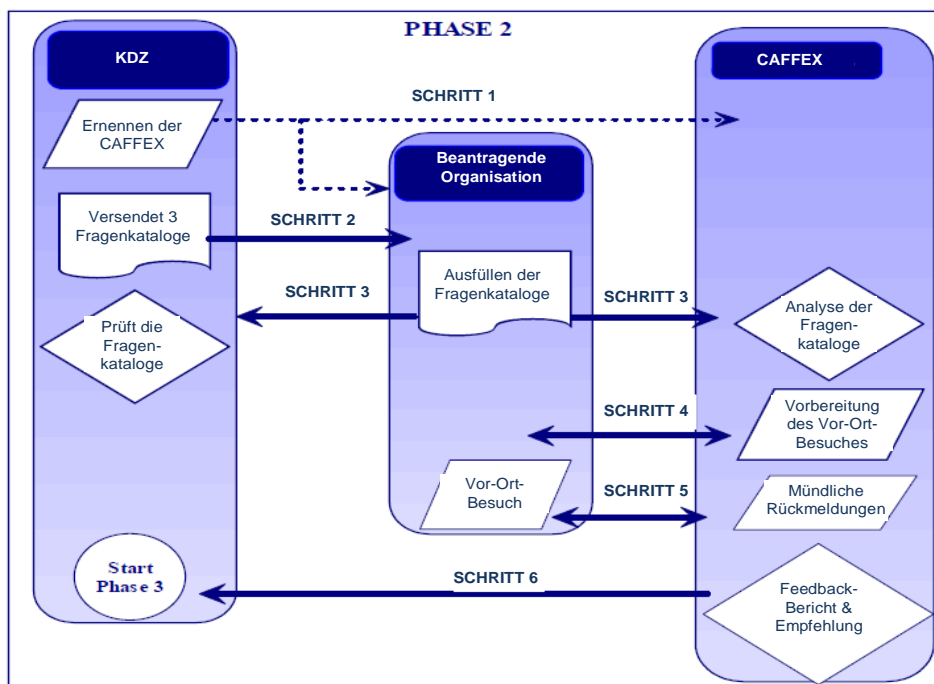 PHASE 2
KDZ
CAFFEX
SCHRITT 1
Ernennen der
CAFFEX
Beantragende
Organisation
Versendet 3
Fragenkataloge
SCHRITT 2
Ausfüllen der
Fragenkataloge
SCHRITT 3
SCHRITT 3
Prüft die
Fragen-
kataloge
Analyse der
Fragen-
kataloge
SCHRITT 4
Vorbereitung
des Vor-Ort-
Besuches
Vor-Ort-
Besuch
SCHRITT 5
Mündliche
Rückmeldungen
Start
Phase 3
SCHRITT 6
Feedback-
Bericht &
Empfehlung